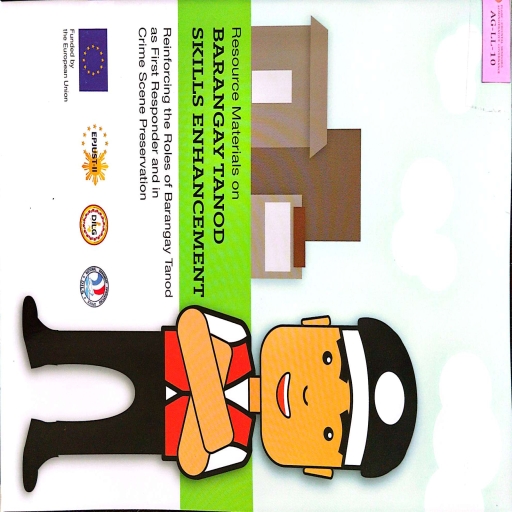 AG-LL-10
Resource Materials on
BARANGAY TANOD
SKILLS ENHANCEMENT
Reinforcing the Roles of Barangay Tanod
as First Responder and in
Crime Scene Preservation
Funded by
the European Union
EPJUST II
DILG